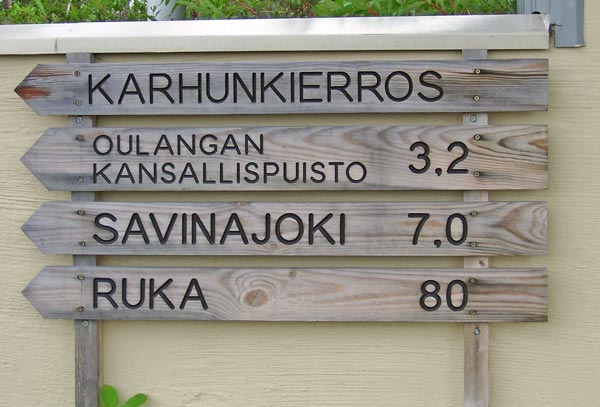 KARHUNKIERROS
OULANGAN
KANSALLISPUISTO 3,2
SAVINAJOKI 7,0
RUKA 80